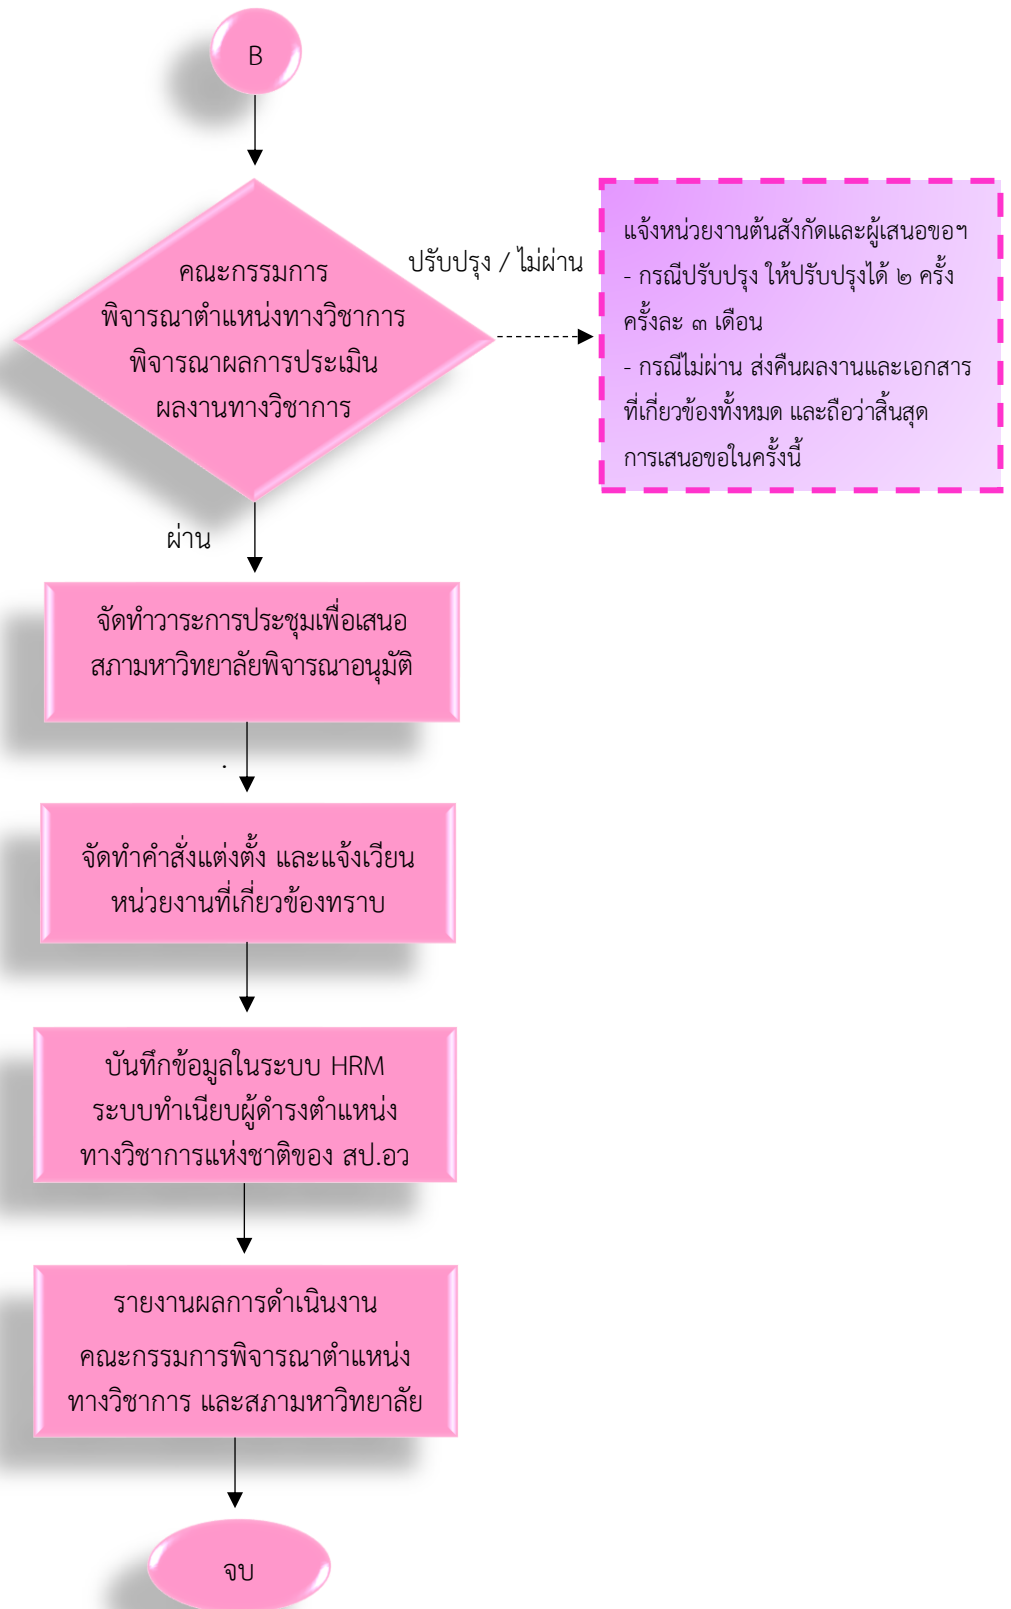 B
คณะกรรมการ
พิจารณาตำแหน่งทางวิชาการ
พิจารณาผลการประเมิน
ผลงานทางวิชาการ
ปรับปรุง / ไม่ผ่าน
แจ้งหน่วยงานต้นสังกัดและผู้เสนอขอฯ
- กรณีปรับปรุง ให้ปรับปรุงได้ ๒ ครั้ง
ครั้งละ ๓ เดือน
- กรณีไม่ผ่าน ส่งคืนผลงานและเอกสาร
ที่เกี่ยวข้องทั้งหมด และถือว่าสิ้นสุด
การเสนอขอในครั้งนี้
ผ่าน
จัดทำวาระการประชุมเพื่อเสนอ
สภามหาวิทยาลัยพิจารณาอนุมัติ
.
จัดทำคำสั่งแต่งตั้ง และแจ้งเวียน
หน่วยงานที่เกี่ยวข้องทราบ
บันทึกข้อมูลในระบบ HRM
ระบบทำเนียบผู้ดำรงตำแหน่ง
ทางวิชาการแห่งชาติของ สป.อว
รายงานผลการดำเนินงาน
คณะกรรมการพิจารณาตำแหน่ง
ทางวิชาการ และสภามหาวิทยาลัย
จบ